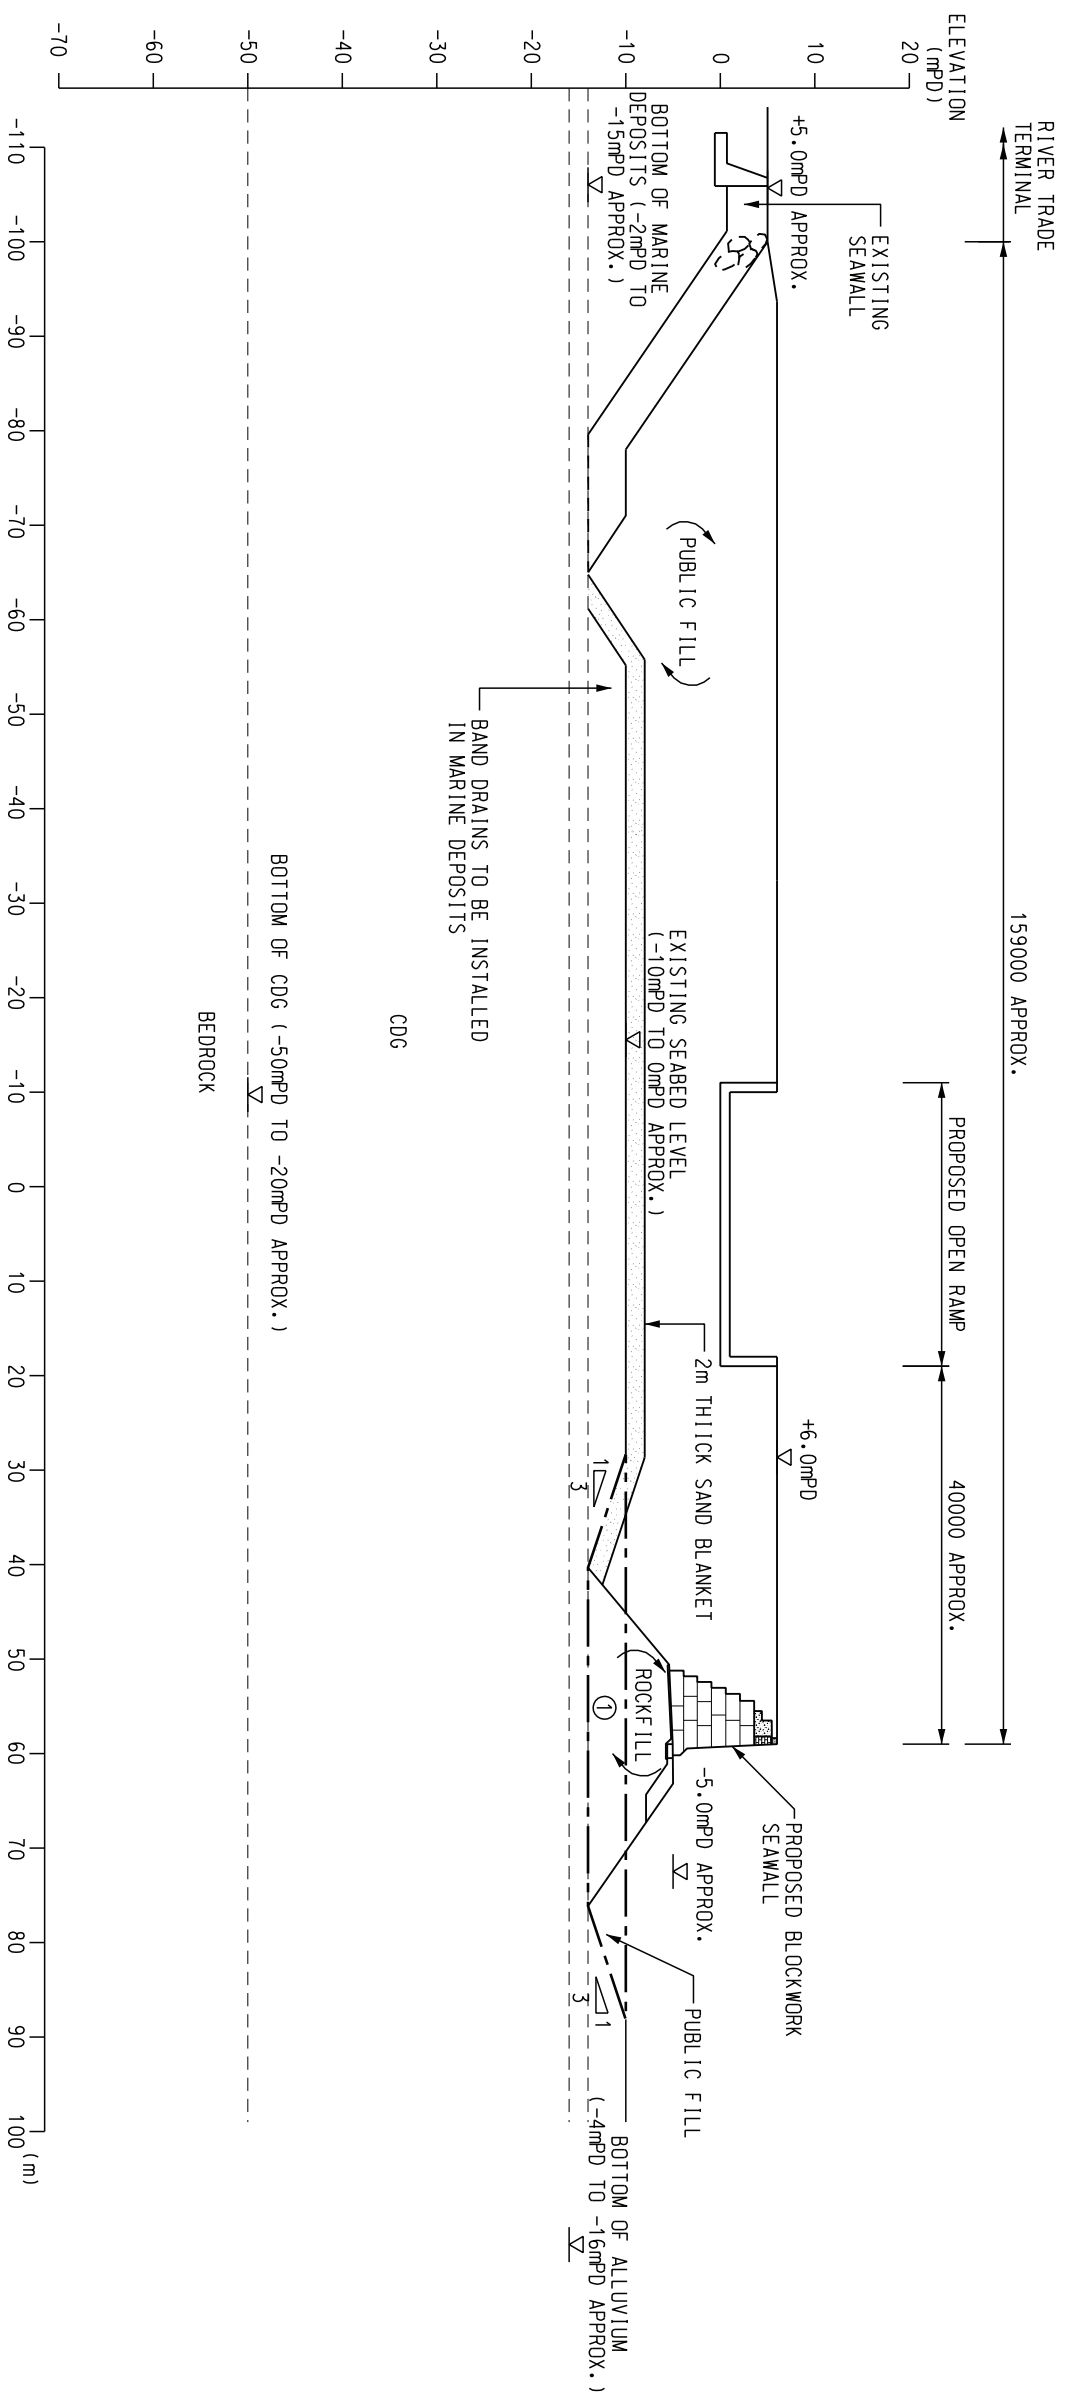 ELEVATION
(mPD)
20
10
0
-10
-20
-30
-40
-50
-60
-70
RIVER TRADE
TERMINAL
159000 APPROX.
PROPOSED OPEN RAMP
40000 APPROX.
EXISTING
SEAWALL
+5.0mPD APPROX.
+6.0mPD
PROPOSED BLOCKWORK
SEAWALL
BOTTOM OF MARINE
DEPOSITS (-2mPD TO
-15mPD APPROX.)
PUBLIC FILL
EXISTING SEABED LEVEL
(-10mPD TO 0mPD APPROX.)
2m THIICK SAND BLANKET
-5.0mPD APPROX.
PUBLIC FILL
ROCKFILL
1
1
3
1
3
BOTTOM OF ALLUVIUM
(-4mPD TO -16mPD APPROX.)
BAND DRAINS TO BE INSTALLED
IN MARINE DEPOSITS
CDG
BOTTOM OF CDG (-50mPD TO -20mPD APPROX.)
BEDROCK
-110
-100
-90
-80
-70
-60
-50
-40
-30
-20
-10
0
10
20
30
40
50
60
70
80
90
100
(m)